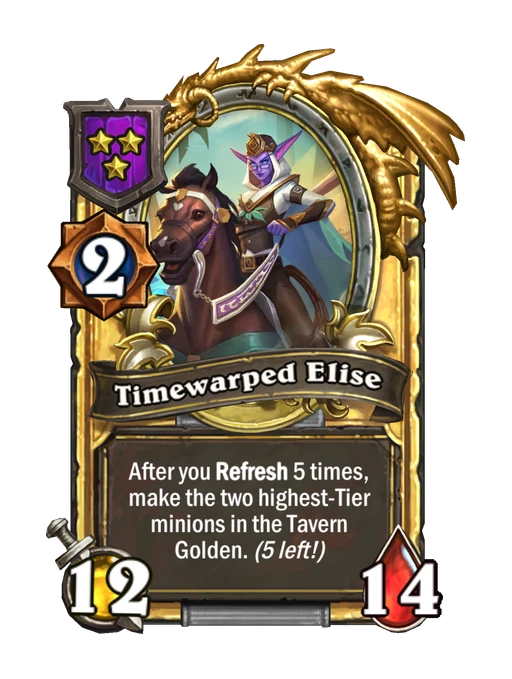 2
Timewarped Elise
After you Refresh 5 times,
make the two highest-Tier
minions in the Tavern
Golden. (5 left!)
12
14